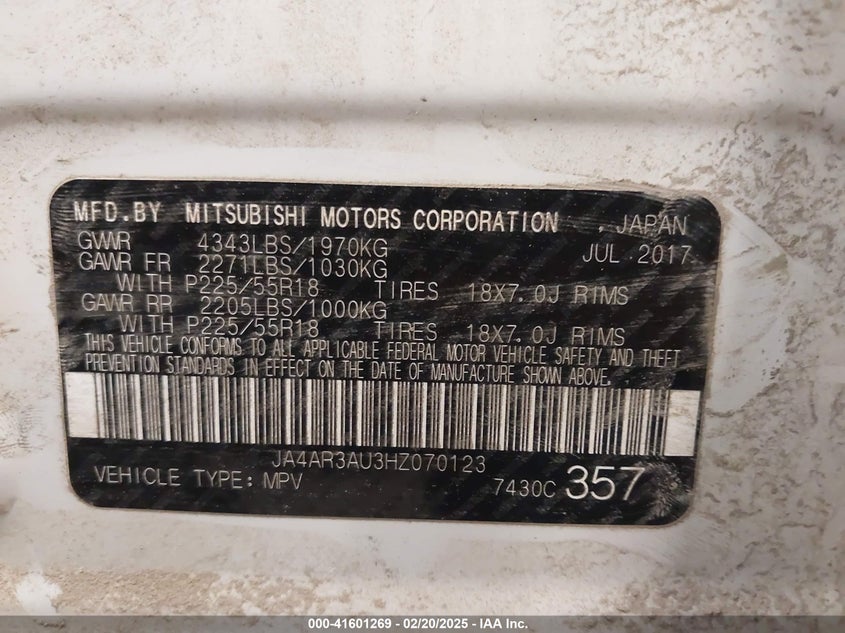 MFD.BY MITSUBISHI MOTORS CORPORATION , JAPAN
GVWR 4343LBS/1970KG JUL 2017
GAWR FR 2271LBS/1030KG
WITH P225/55R18 TIRES 18X7.0J RIMS
GAWR RR 2205LBS/1000KG
WITH P225/55R18 TIRES 18X7.0J RIMS
THIS VEHICLE CONFORMS TO ALL APPLICABLE FEDERAL MOTOR VEHICLE SAFETY AND THEFT
PREVENTION STANDARDS IN EFFECT ON THE DATE OF MANUFACTURE SHOWN ABOVE.
JA4AR3AU3HZ070123
VEHICLE TYPE: MPV 7430C 357
000-41601269 - 02/20/2025 - IAA Inc.